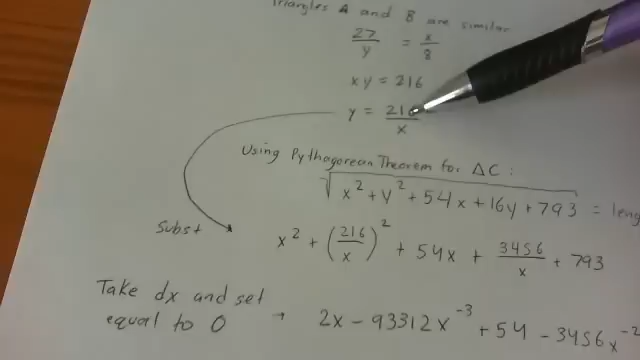 Triangles A and B are similar
27/y = x/8
xy = 216
y = 216/x
Using Pythagorean Theorem for ΔC:
√(x² + y² + 54x + 16y + 793) = leng
Subst
x² + (216/x)² + 54x + 3456/x + 793
Take dx and set
equal to 0 → 2x - 93312x⁻³ + 54 - 3456x⁻²